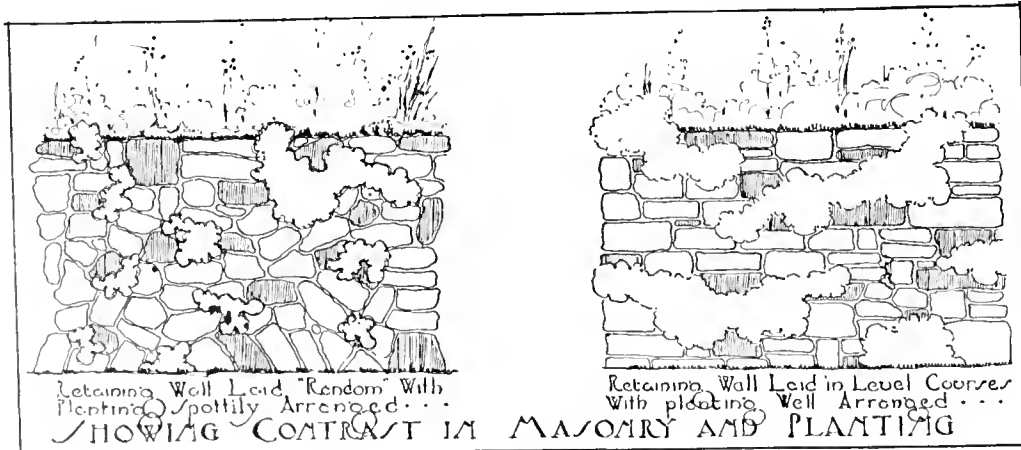 Retaining Wall Laid "Random" With
Planting Spottily Arranged · · ·
Retaining Wall Laid in Level Courses
With planting Well Arranged · · ·
SHOWING CONTRAST IN MASONRY AND PLANTING